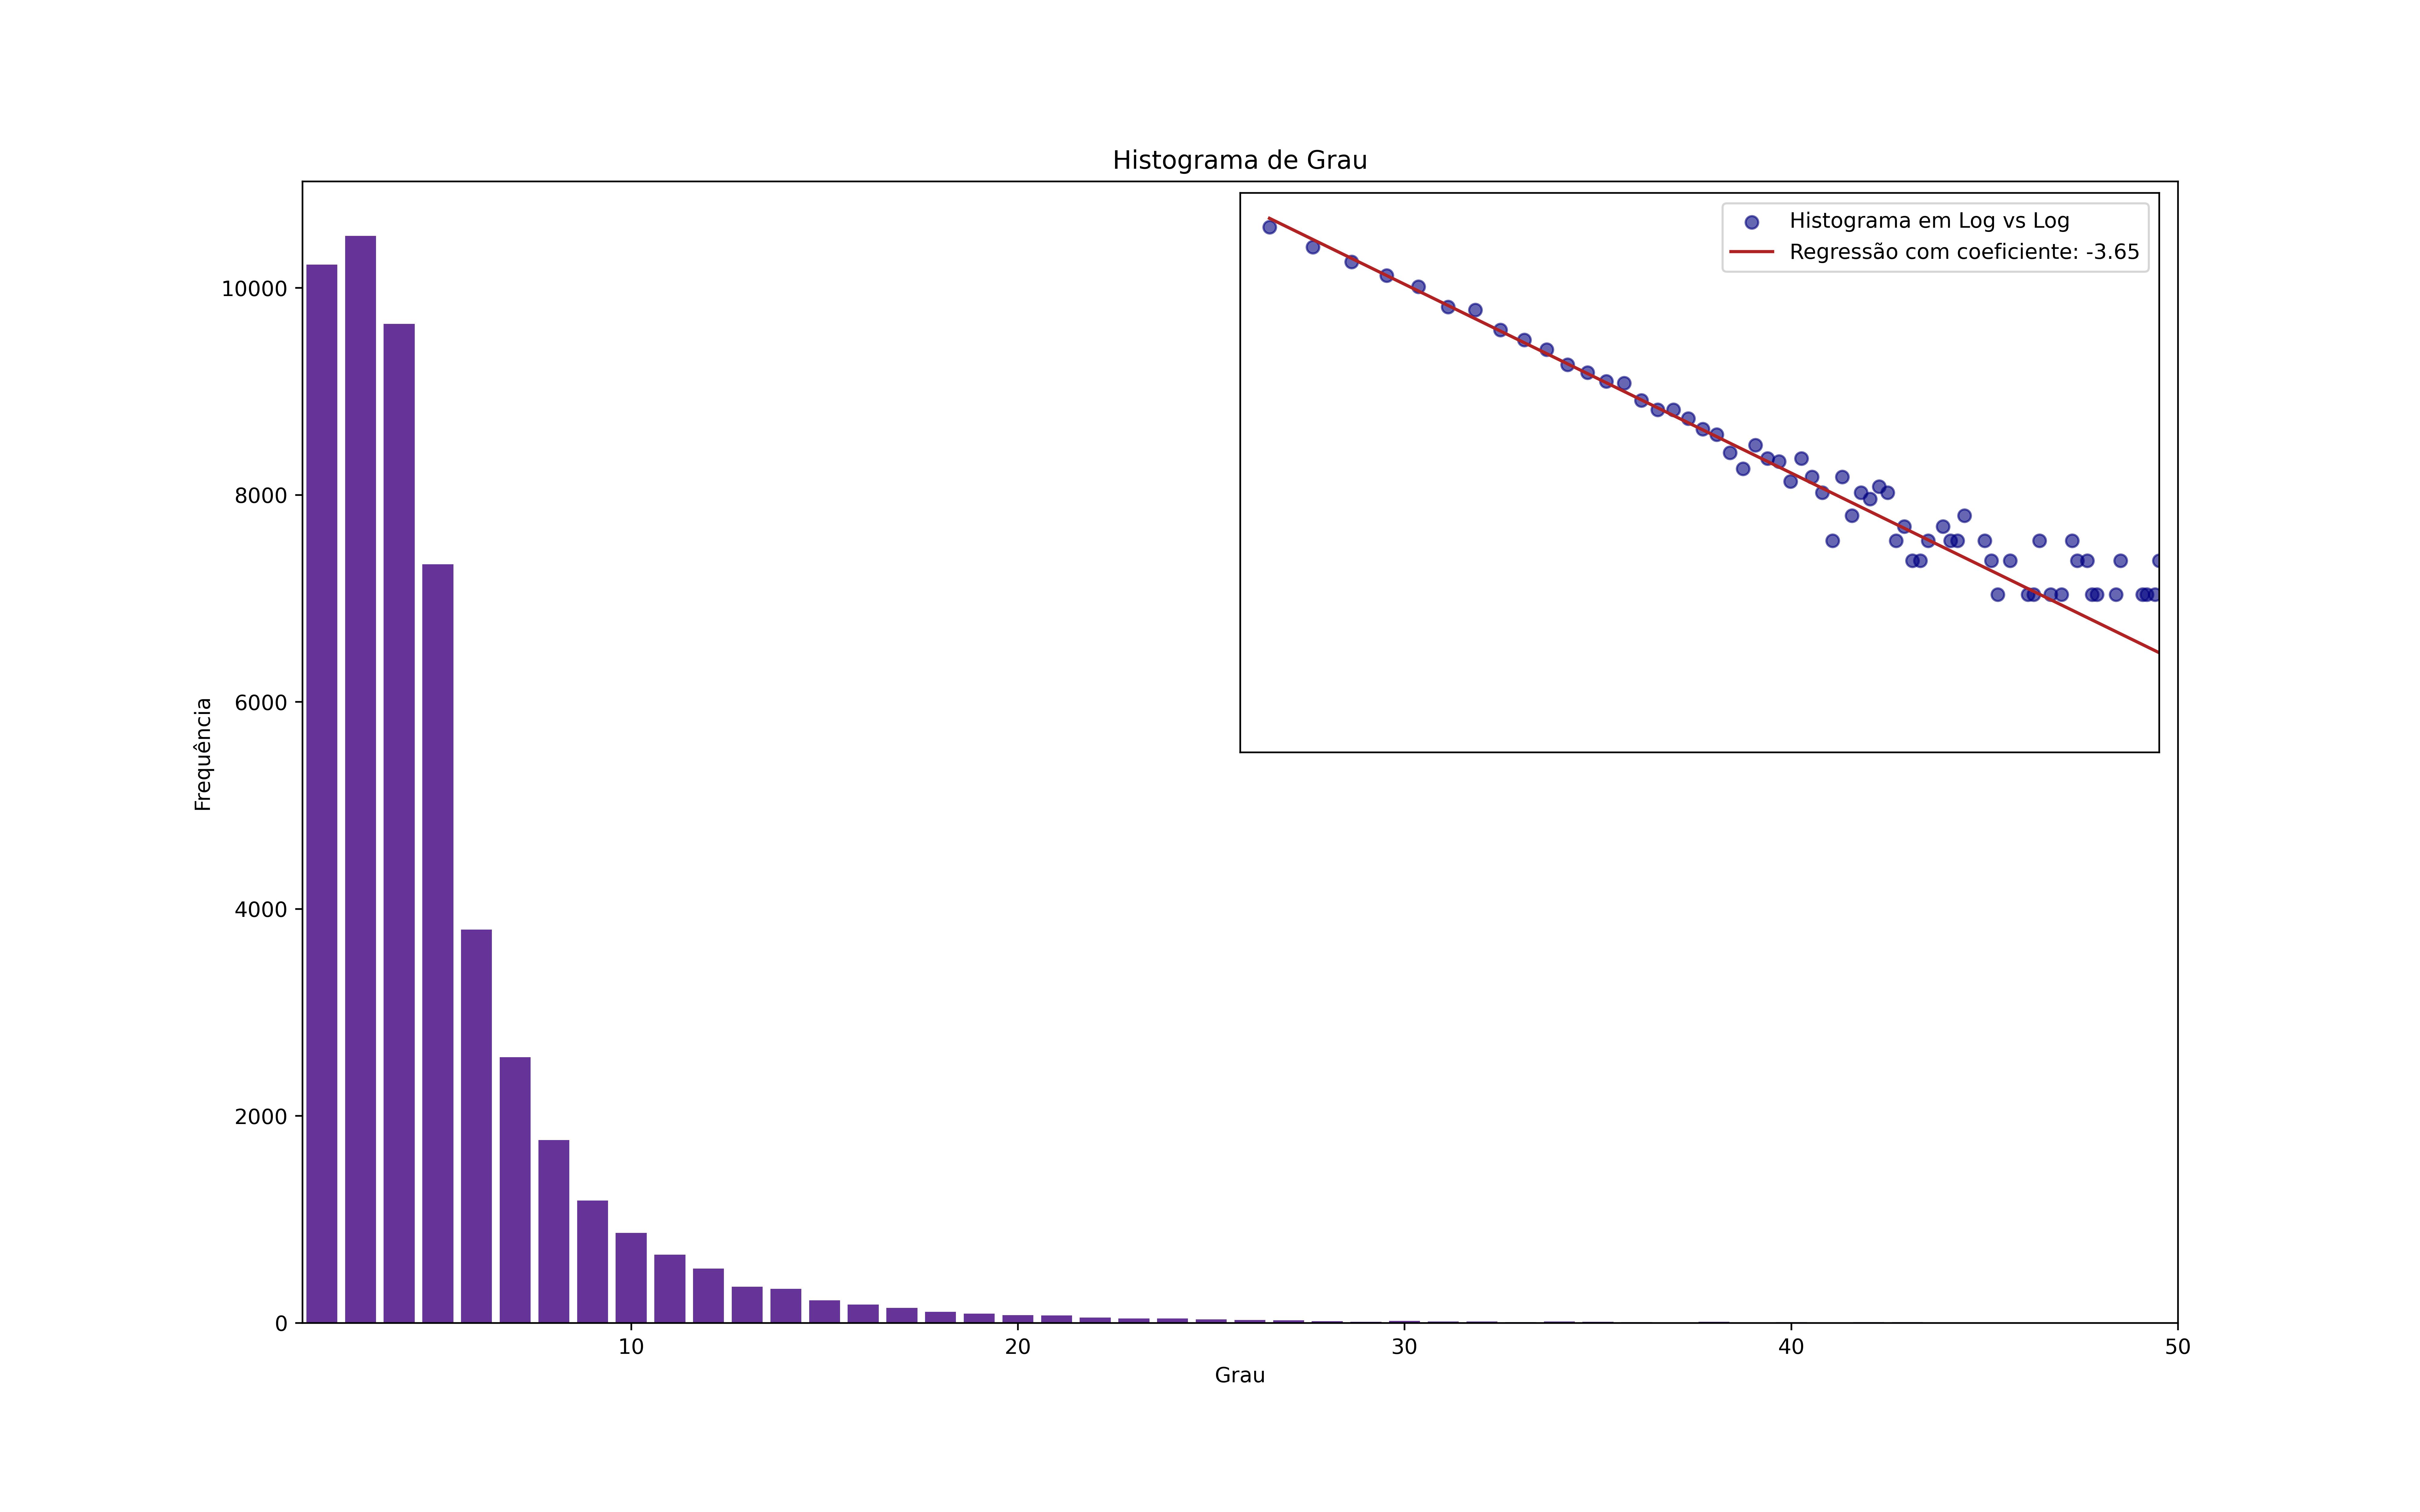 Histograma de Grau
Histograma em Log vs Log
Regressão com coeficiente: -3.65
10000
8000
6000
4000
2000
0
Frequência
10 20 30 40 50
Grau